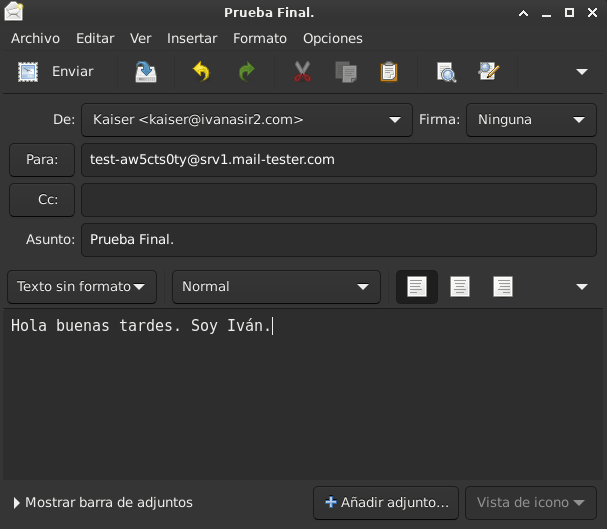 Prueba Final.
Archivo Editar Ver Insertar Formato Opciones
Enviar
De: Kaiser <kaiser@ivanasir2.com> Firma: Ninguna
Para: test-aw5cts0ty@srv1.mail-tester.com
Cc:
Asunto: Prueba Final.
Texto sin formato Normal
Hola buenas tardes. Soy Iván.
Mostrar barra de adjuntos Añadir adjunto... Vista de icono